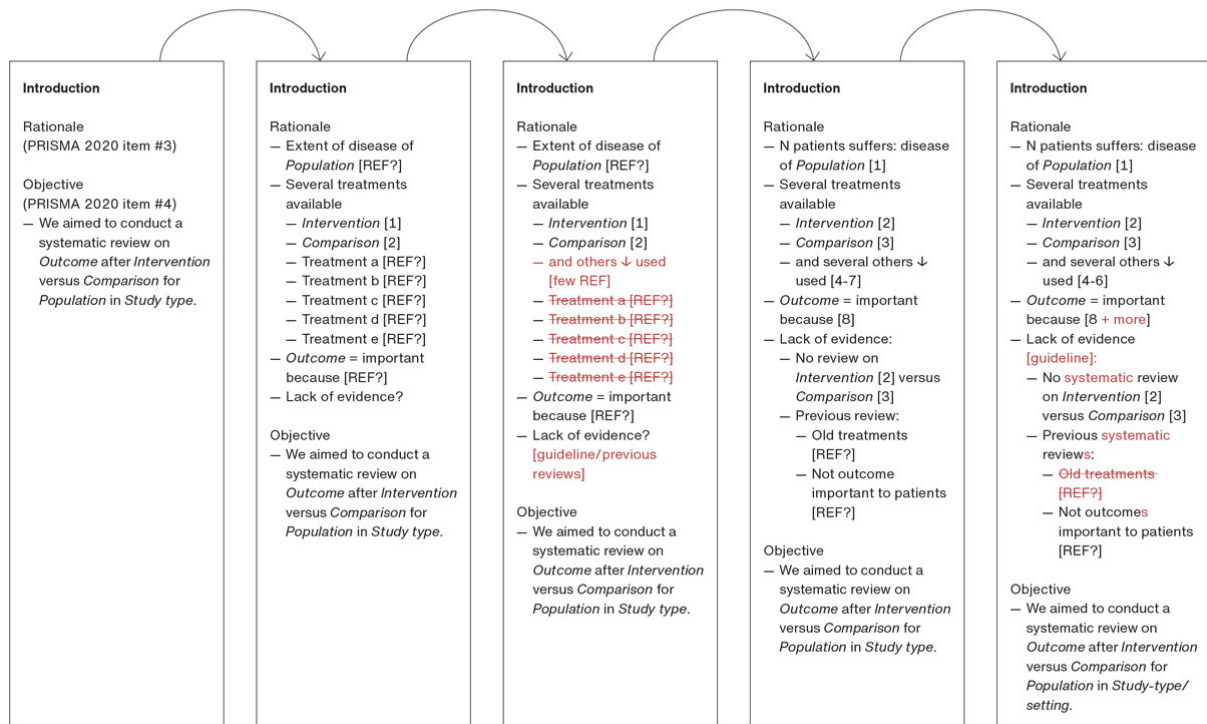 Introduction
Rationale
(PRISMA 2020 item #3)
Objective
(PRISMA 2020 item #4)
— We aimed to conduct a
systematic review on
Outcome after Intervention
versus Comparison for
Population in Study type.
Introduction
Rationale
— Extent of disease of
Population [REF?]
— Several treatments
available
— Intervention [1]
— Comparison [2]
— Treatment a [REF?]
— Treatment b [REF?]
— Treatment c [REF?]
— Treatment d [REF?]
— Treatment e [REF?]
— Outcome = important
because [REF?]
— Lack of evidence?
Objective
— We aimed to conduct a
systematic review on
Outcome after Intervention
versus Comparison for
Population in Study type.
Introduction
Rationale
— Extent of disease of
Population [REF?]
— Several treatments
available
— Intervention [1]
— Comparison [2]
— and others ↓ used
[few REF]
— Treatment a [REF?]
— Treatment b [REF?]
— Treatment c [REF?]
— Treatment d [REF?]
— Treatment e [REF?]
— Outcome = important
because [REF?]
— Lack of evidence?
[guideline/previous
reviews]
Objective
— We aimed to conduct a
systematic review on
Outcome after Intervention
versus Comparison for
Population in Study type.
Introduction
Rationale
— N patients suffers: disease
of Population [1]
— Several treatments
available
— Intervention [2]
— Comparison [3]
— and several others ↓
used [4-7]
— Outcome = important
because [8]
— Lack of evidence:
— No review on
Intervention [2] versus
Comparison [3]
— Previous review:
— Old treatments
[REF?]
— Not outcome
important to patients
[REF?]
Objective
— We aimed to conduct a
systematic review on
Outcome after Intervention
versus Comparison for
Population in Study type.
Introduction
Rationale
— N patients suffers: disease
of Population [1]
— Several treatments
available
— Intervention [2]
— Comparison [3]
— and several others ↓
used [4-6]
— Outcome = important
because [8 + more]
— Lack of evidence
[guideline]:
— No systematic review
on Intervention [2]
versus Comparison [3]
— Previous systematic
reviews:
— Old treatments
[REF?]
— Not outcomes
important to patients
[REF?]
Objective
— We aimed to conduct a
systematic review on
Outcome after Intervention
versus Comparison for
Population in Study-type/
setting.